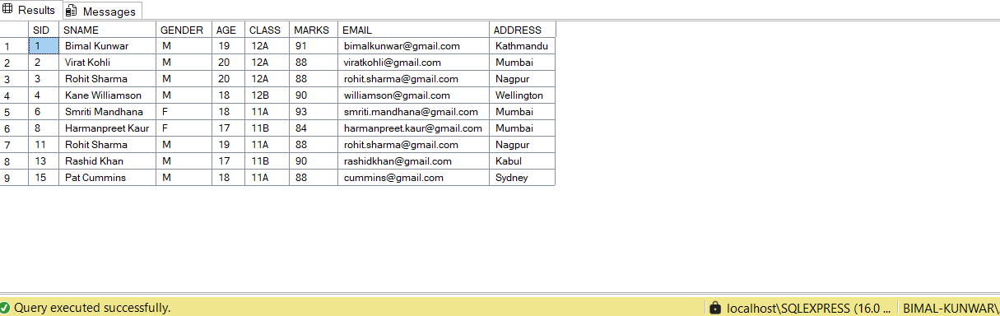 Results Messages
SID SNAME GENDER AGE CLASS MARKS EMAIL ADDRESS
1 1 Bimal Kunwar M 19 12A 91 bimalkunwar@gmail.com Kathmandu
2 2 Virat Kohli M 20 12A 88 viratkohli@gmail.com Mumbai
3 3 Rohit Sharma M 20 12A 88 rohit.sharma@gmail.com Nagpur
4 4 Kane Williamson M 18 12B 90 williamson@gmail.com Wellington
5 6 Smriti Mandhana F 18 11A 93 smriti.mandhana@gmail.com Mumbai
6 8 Harmanpreet Kaur F 17 11B 84 harmanpreet.kaur@gmail.com Mumbai
7 11 Rohit Sharma M 19 11A 88 rohit.sharma@gmail.com Nagpur
8 13 Rashid Khan M 17 11B 90 rashidkhan@gmail.com Kabul
9 15 Pat Cummins M 18 11A 88 cummins@gmail.com Sydney
Query executed successfully. localhost\SQLEXPRESS (16.0 ... BIMAL-KUNWAR\